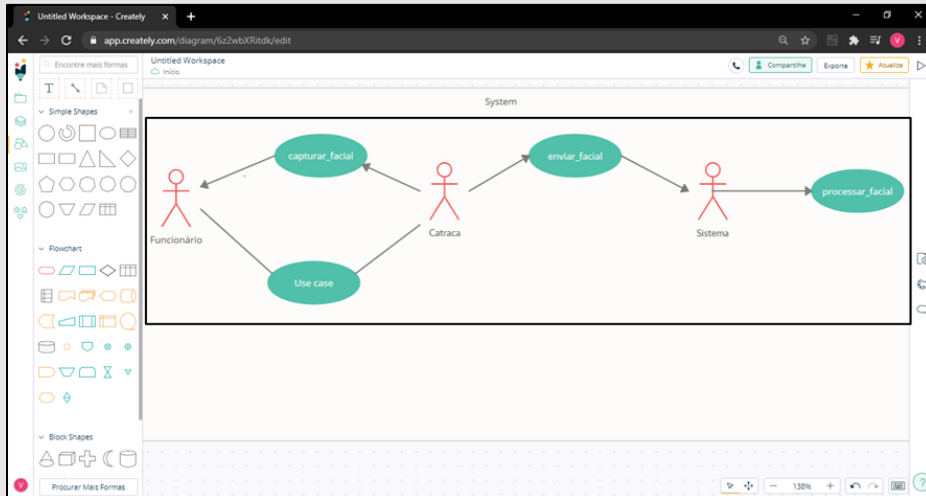 Untitled Workspace - Creately
app.creately.com/diagram/6z2wbXRitdk/edit
V
Encontre mais formas
Untitled Workspace
Início
Compartilhe
Exporte
Atualize
T
Simple Shapes
System
capturar_facial
enviar_facial
processar_facial
Funcionário
Catraca
Sistema
Use case
Flowchart
Block Shapes
V
Procurar Mais Formas
138%
?